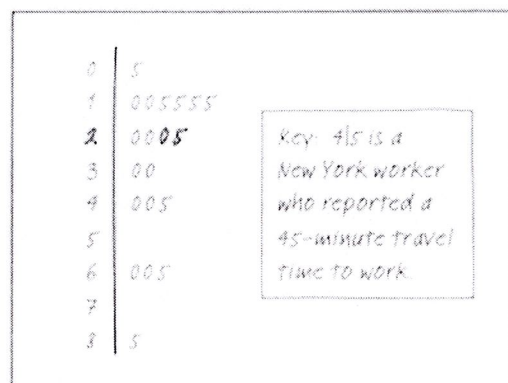 0 | 5
1 | 005555
2 | 0005
3 | 00
4 | 005
5 |
6 | 005
7 |
8 | 5
Key: 4|5 is a
New York worker
who reported a
45-minute travel
time to work.